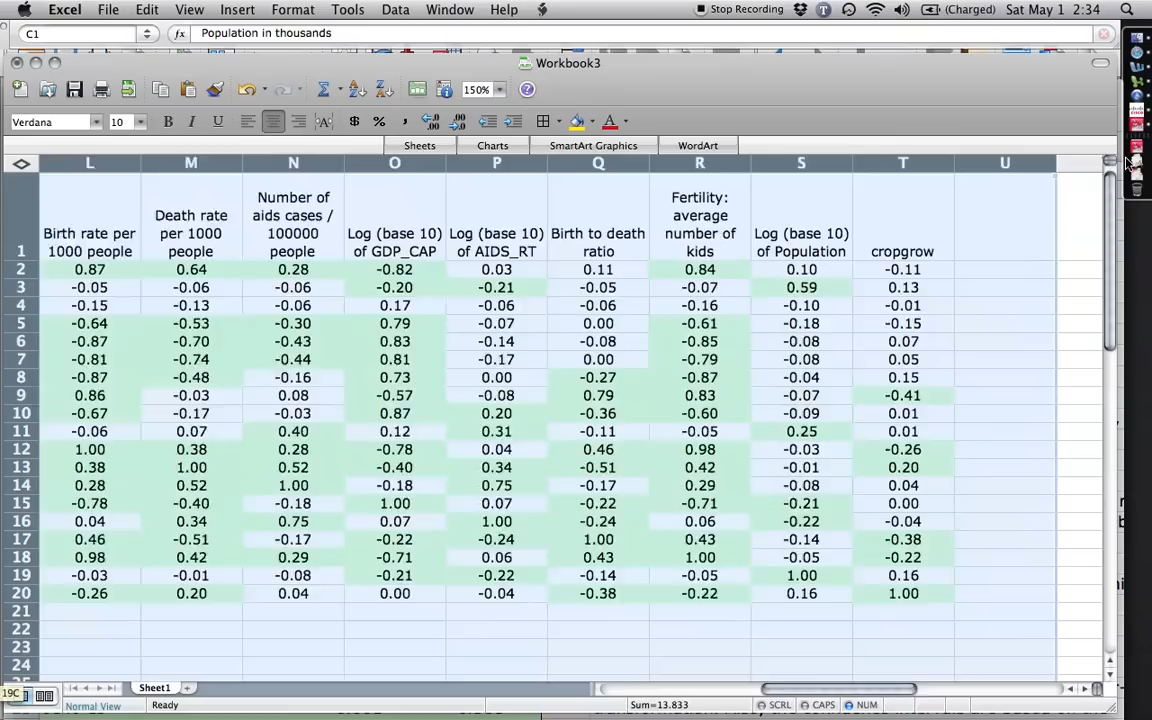 Excel File Edit View Insert Format Tools Data Window Help Stop Recording (Charged) Sat May 1 2:34
C1 fx Population in thousands
Workbook3
150%
Verdana 10 B I U A $ % , .00 .0 A
Sheets Charts SmartArt Graphics WordArt
L M N O P Q R S T U
1 Birth rate per 1000 people Death rate per 1000 people Number of aids cases / 100000 people Log (base 10) of GDP_CAP Log (base 10) of AIDS_RT Birth to death ratio Fertility: average number of kids Log (base 10) of Population cropgrow
2 0.87 0.64 0.28 -0.82 0.03 0.11 0.84 0.10 -0.11
3 -0.05 -0.06 -0.06 -0.20 -0.21 -0.05 -0.07 0.59 0.13
4 -0.15 -0.13 -0.06 0.17 -0.06 -0.06 -0.16 -0.10 -0.01
5 -0.64 -0.53 -0.30 0.79 -0.07 0.00 -0.61 -0.18 -0.15
6 -0.87 -0.70 -0.43 0.83 -0.14 -0.08 -0.85 -0.08 0.07
7 -0.81 -0.74 -0.44 0.81 -0.17 0.00 -0.79 -0.08 0.05
8 -0.87 -0.48 -0.16 0.73 0.00 -0.27 -0.87 -0.04 0.15
9 0.86 -0.03 0.08 -0.57 -0.08 0.79 0.83 -0.07 -0.41
10 -0.67 -0.17 -0.03 0.87 0.20 -0.36 -0.60 -0.09 0.01
11 -0.06 0.07 0.40 0.12 0.31 -0.11 -0.05 0.25 0.01
12 1.00 0.38 0.28 -0.78 0.04 0.46 0.98 -0.03 -0.26
13 0.38 1.00 0.52 -0.40 0.34 -0.51 0.42 -0.01 0.20
14 0.28 0.52 1.00 -0.18 0.75 -0.17 0.29 -0.08 0.04
15 -0.78 -0.40 -0.18 1.00 0.07 -0.22 -0.71 -0.21 0.00
16 0.04 0.34 0.75 0.07 1.00 -0.24 0.06 -0.22 -0.04
17 0.46 -0.51 -0.17 -0.22 -0.24 1.00 0.43 -0.14 -0.38
18 0.98 0.42 0.29 -0.71 0.06 0.43 1.00 -0.05 -0.22
19 -0.03 -0.01 -0.08 -0.21 -0.22 -0.14 -0.05 1.00 0.16
20 -0.26 0.20 0.04 0.00 -0.04 -0.38 -0.22 0.16 1.00
21
22
23
24
19C Sheet1
Normal View Ready Sum=13.833 SCRL CAPS NUM